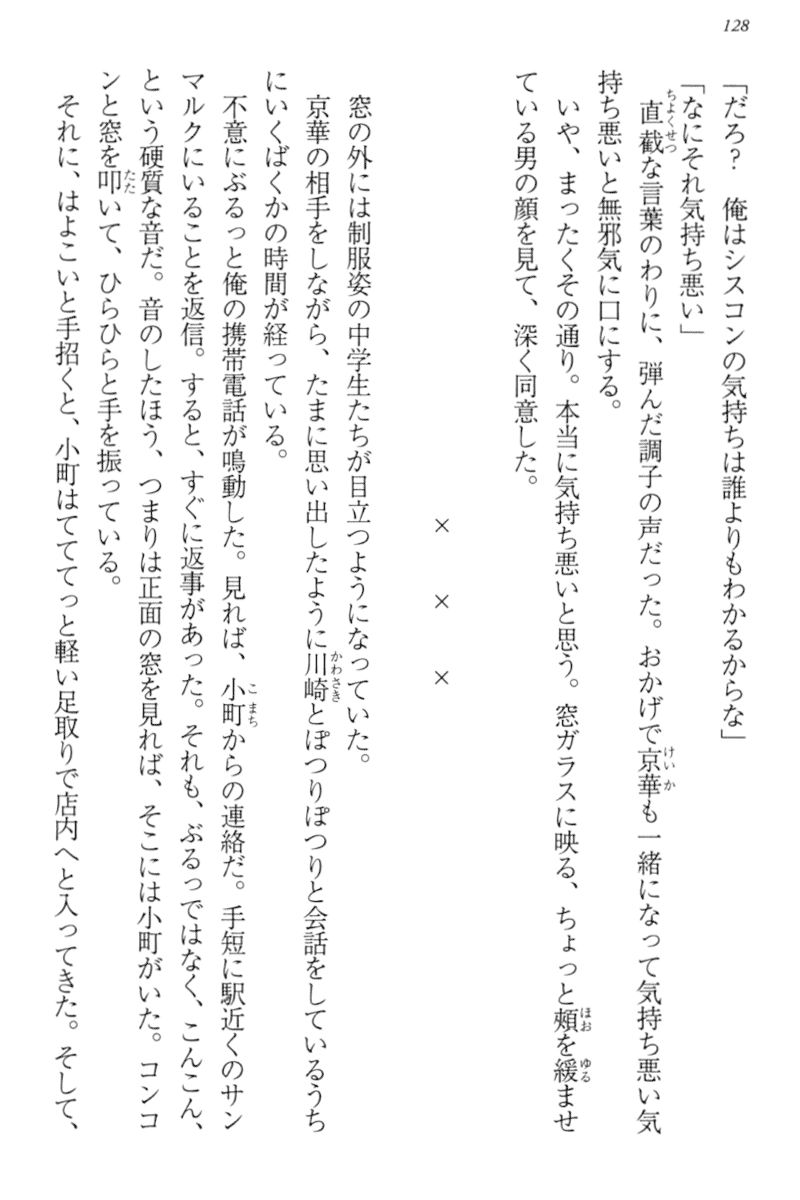 128
「だろ？　俺はシスコンの気持ちは誰よりもわかるからな」
「なにそれ気持ち悪い」
直截な言葉のわりに、弾んだ調子の声だった。おかげで京華も一緒になって気持ち悪い気
持ち悪いと無邪気に口にする。
いや、まったくその通り。本当に気持ち悪いと思う。窓ガラスに映る、ちょっと頬を緩ませ
ている男の顔を見て、深く同意した。
×　×　×
窓の外には制服姿の中学生たちが目立つようになっていた。
京華の相手をしながら、たまに思い出したように川崎とぽつりぽつりと会話をしているうち
にいくばくかの時間が経っている。
不意にぶるっと俺の携帯電話が鳴動した。見れば、小町からの連絡だ。手短に駅近くのサン
マルクにいることを返信。すると、すぐに返事があった。それも、ぶるっではなく、こんこん、
という硬質な音だ。音のしたほう、つまりは正面の窓を見れば、そこには小町がいた。コンコ
ンと窓を叩いて、ひらひらと手を振っている。
それに、はよこいと手招くと、小町はてててっと軽い足取りで店内へと入ってきた。そして、